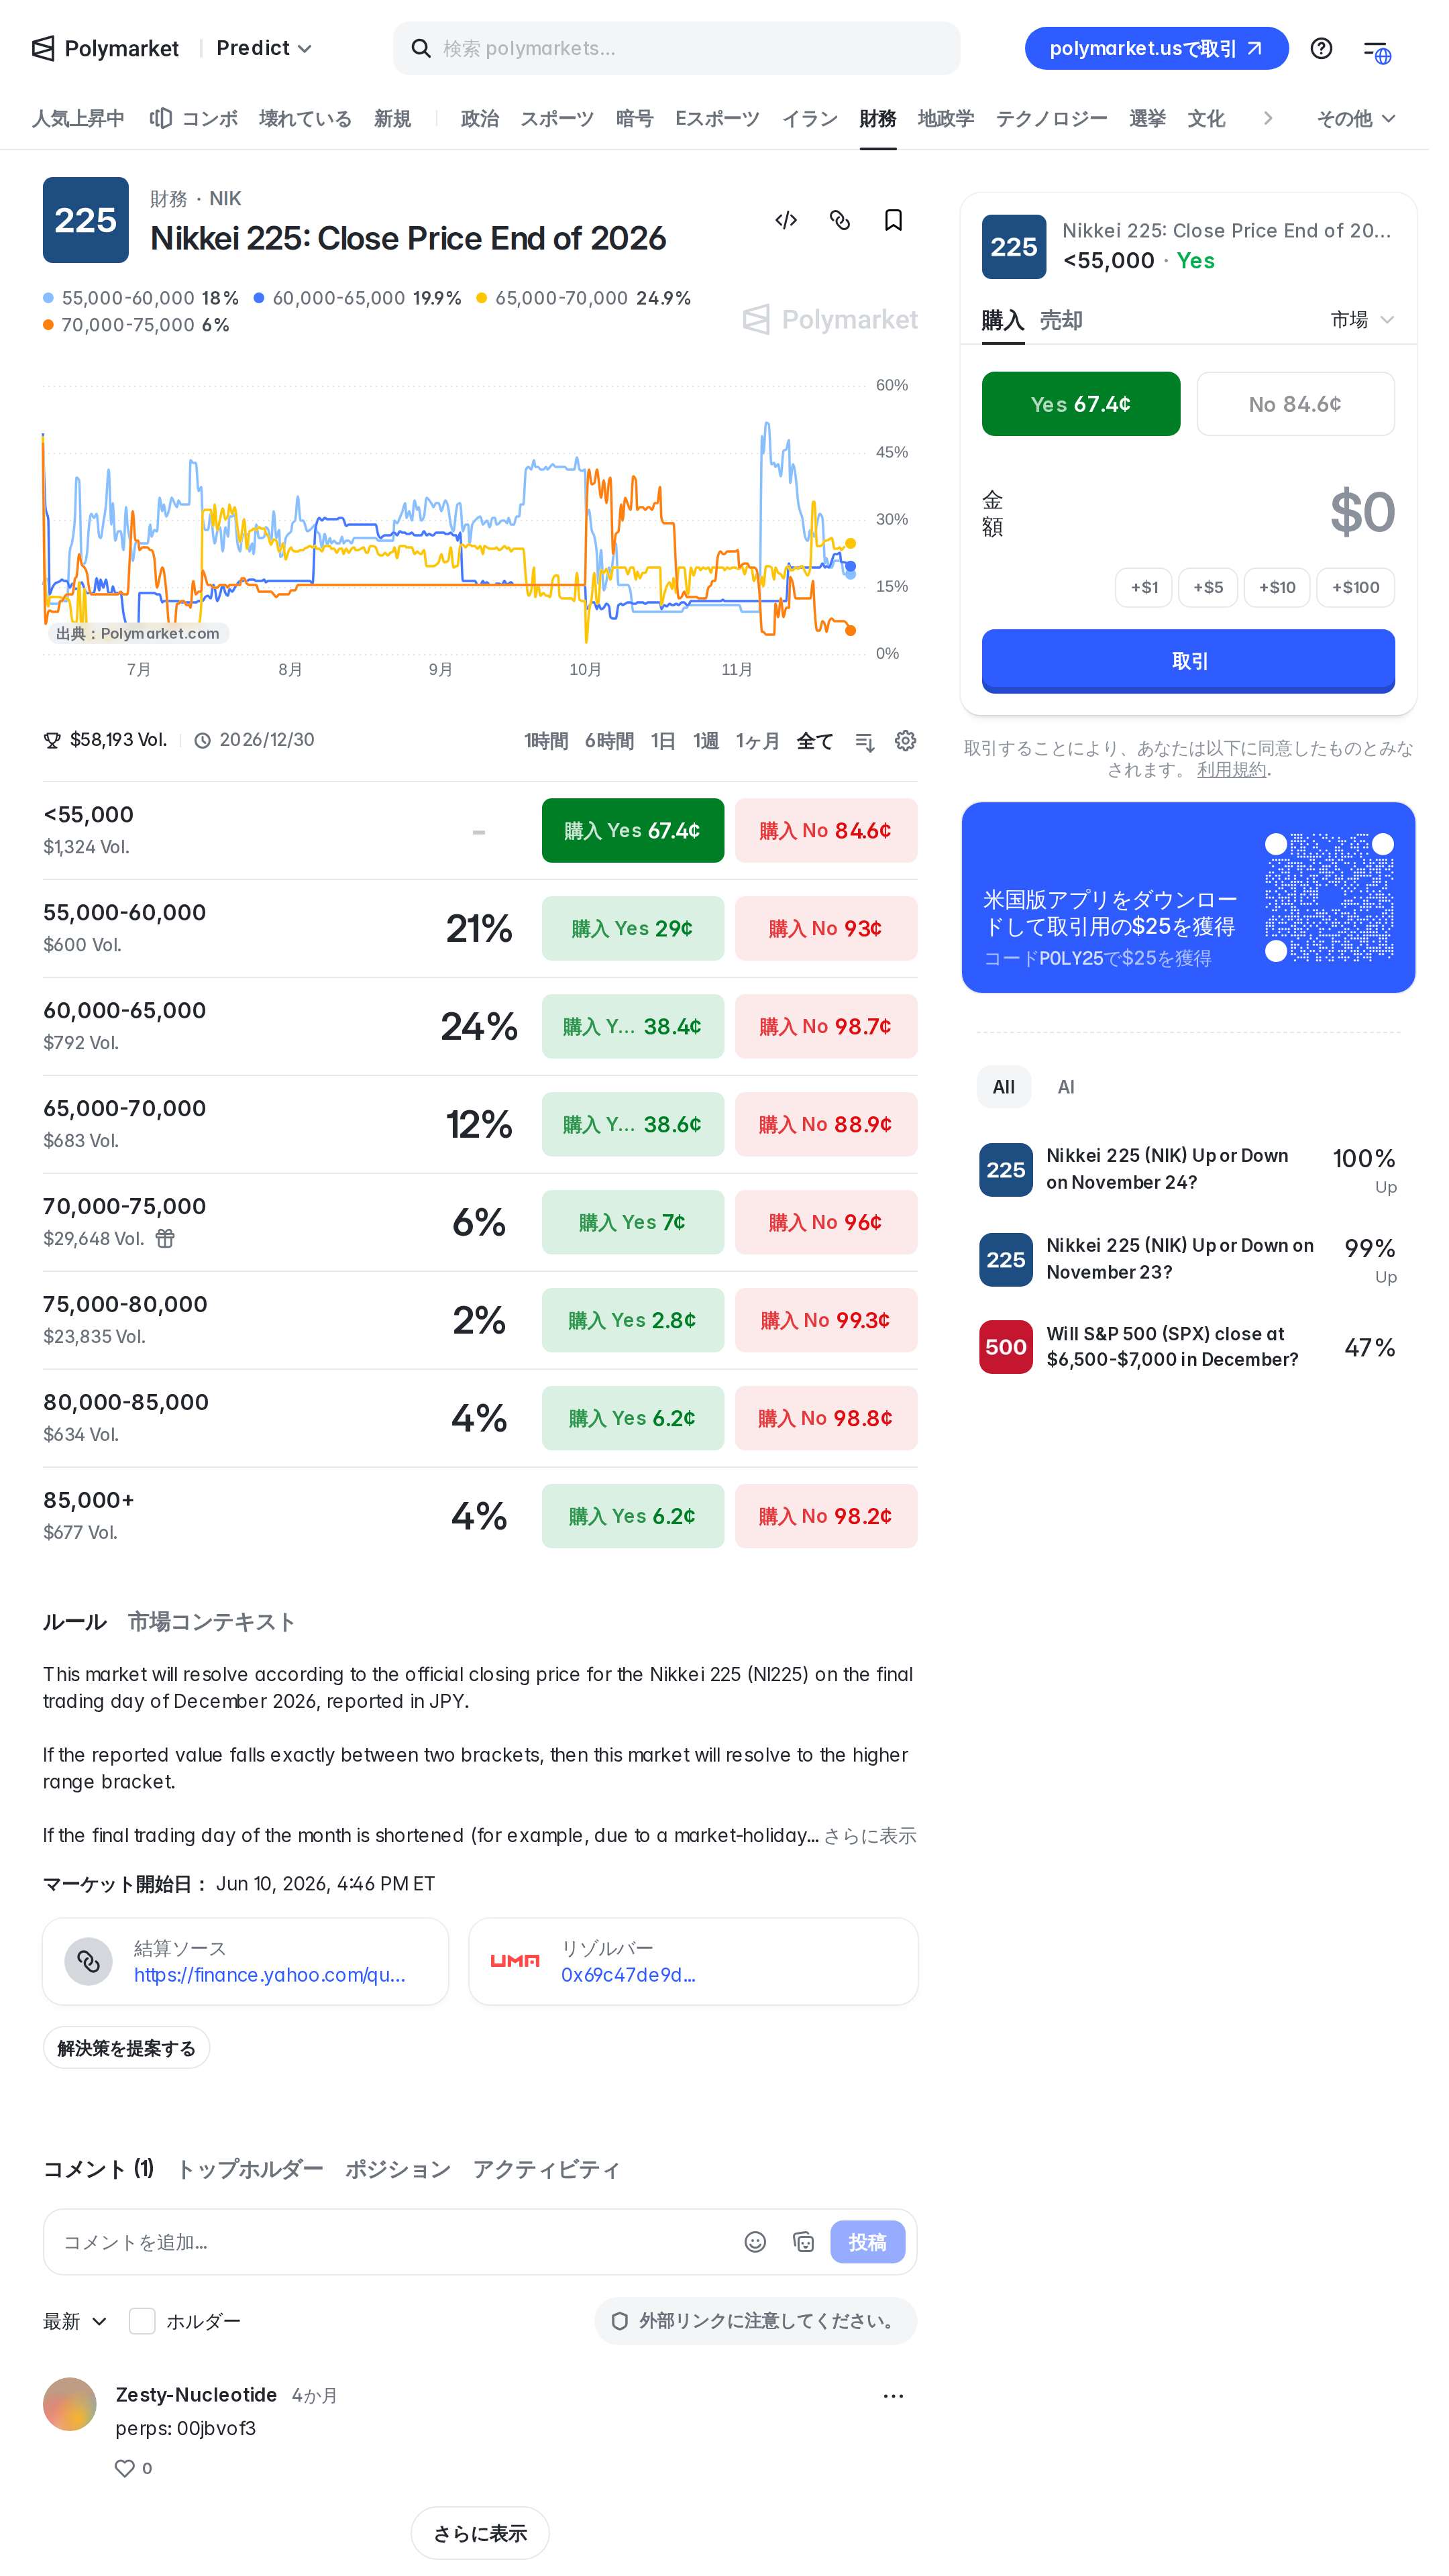 Polymarket
Predict
検索 polymarkets...
polymarket.usで取引
人気上昇中 コンボ 壊れている 新規 政治 スポーツ 暗号 Eスポーツ イラン 財務 地政学 テクノロジー 選挙 文化 その他
225
財務 · NIK
Nikkei 225: Close Price End of 2026
55,000-60,000 18% 60,000-65,000 19.9% 65,000-70,000 24.9%
70,000-75,000 6%
Polymarket
60%
45%
30%
15%
0%
出典：Polymarket.com
7月 8月 9月 10月 11月
$58,193 Vol. 2026/12/30
1時間 6時間 1日 1週 1ヶ月 全て
<55,000
$1,324 Vol.
-
購入 Yes 67.4¢
購入 No 84.6¢
55,000-60,000
$600 Vol.
21%
購入 Yes 29¢
購入 No 93¢
60,000-65,000
$792 Vol.
24%
購入 Y... 38.4¢
購入 No 98.7¢
65,000-70,000
$683 Vol.
12%
購入 Y... 38.6¢
購入 No 88.9¢
70,000-75,000
$29,648 Vol.
6%
購入 Yes 7¢
購入 No 96¢
75,000-80,000
$23,835 Vol.
2%
購入 Yes 2.8¢
購入 No 99.3¢
80,000-85,000
$634 Vol.
4%
購入 Yes 6.2¢
購入 No 98.8¢
85,000+
$677 Vol.
4%
購入 Yes 6.2¢
購入 No 98.2¢
ルール 市場コンテキスト
This market will resolve according to the official closing price for the Nikkei 225 (NI225) on the final
trading day of December 2026, reported in JPY.
If the reported value falls exactly between two brackets, then this market will resolve to the higher
range bracket.
If the final trading day of the month is shortened (for example, due to a market-holiday... さらに表示
マーケット開始日： Jun 10, 2026, 4:46 PM ET
結算ソース
https://finance.yahoo.com/qu...
UMA
リゾルバー
0x69c47de9d...
解決策を提案する
コメント (1) トップホルダー ポジション アクティビティ
コメントを追加...
投稿
最新 ホルダー
外部リンクに注意してください。
Zesty-Nucleotide 4か月
perps: 00jbvof3
0
さらに表示
225
Nikkei 225: Close Price End of 20...
<55,000 · Yes
購入 売却
市場
Yes 67.4¢
No 84.6¢
金
額
$0
+$1 +$5 +$10 +$100
取引
取引することにより、あなたは以下に同意したものとみな
されます。 利用規約.
米国版アプリをダウンロー
ドして取引用の$25を獲得
コードPOLY25で$25を獲得
All AI
225
Nikkei 225 (NIK) Up or Down
on November 24?
100%
Up
225
Nikkei 225 (NIK) Up or Down on
November 23?
99%
Up
500
Will S&P 500 (SPX) close at
$6,500-$7,000 in December?
47%